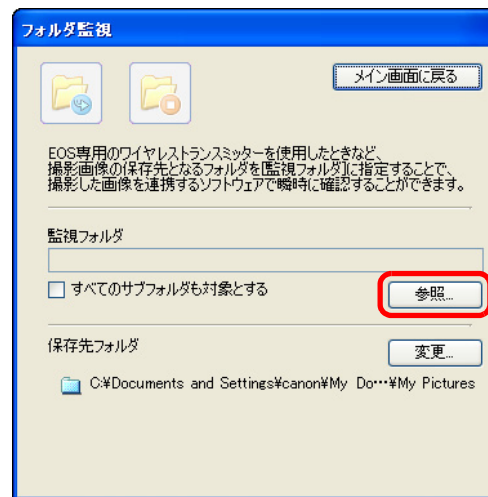 フォルダ監視
メイン画面に戻る
EOS専用のワイヤレストランスミッターを使用したときなど、
撮影画像の保存先となるフォルダを[監視フォルダ]に指定することで、
撮影した画像を連携するソフトウェアで瞬時に確認することができます。
監視フォルダ
すべてのサブフォルダも対象とする
参照...
保存先フォルダ
変更...
C:¥Documents and Settings¥canon¥My Do･･･¥My Pictures